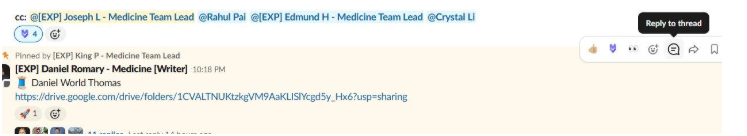 cc: @[EXP] Joseph L - Medicine Team Lead @Rahul Pai @[EXP] Edmund H - Medicine Team Lead @Crystal Li
4
Reply to thread
Pinned by [EXP] King P - Medicine Team Lead
[EXP] Daniel Romary - Medicine [Writer] 10:18 PM
Daniel World Thomas
https://drive.google.com/drive/folders/1CVALTNUKtzkgVM9AaKLISlYcgd5y_Hx6?usp=sharing
1
11 replies Last reply 16 hours ago